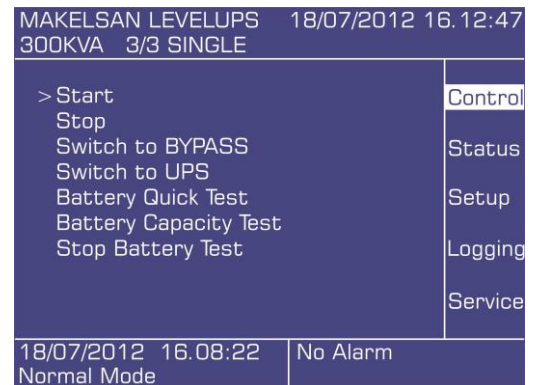 MAKELSAN LEVELUPS 18/07/2012 16.12:47
300KVA 3/3 SINGLE
>Start
Stop
Switch to BYPASS
Switch to UPS
Battery Quick Test
Battery Capacity Test
Stop Battery Test
Control
Status
Setup
Logging
Service
18/07/2012 16.08:22
Normal Mode
No Alarm